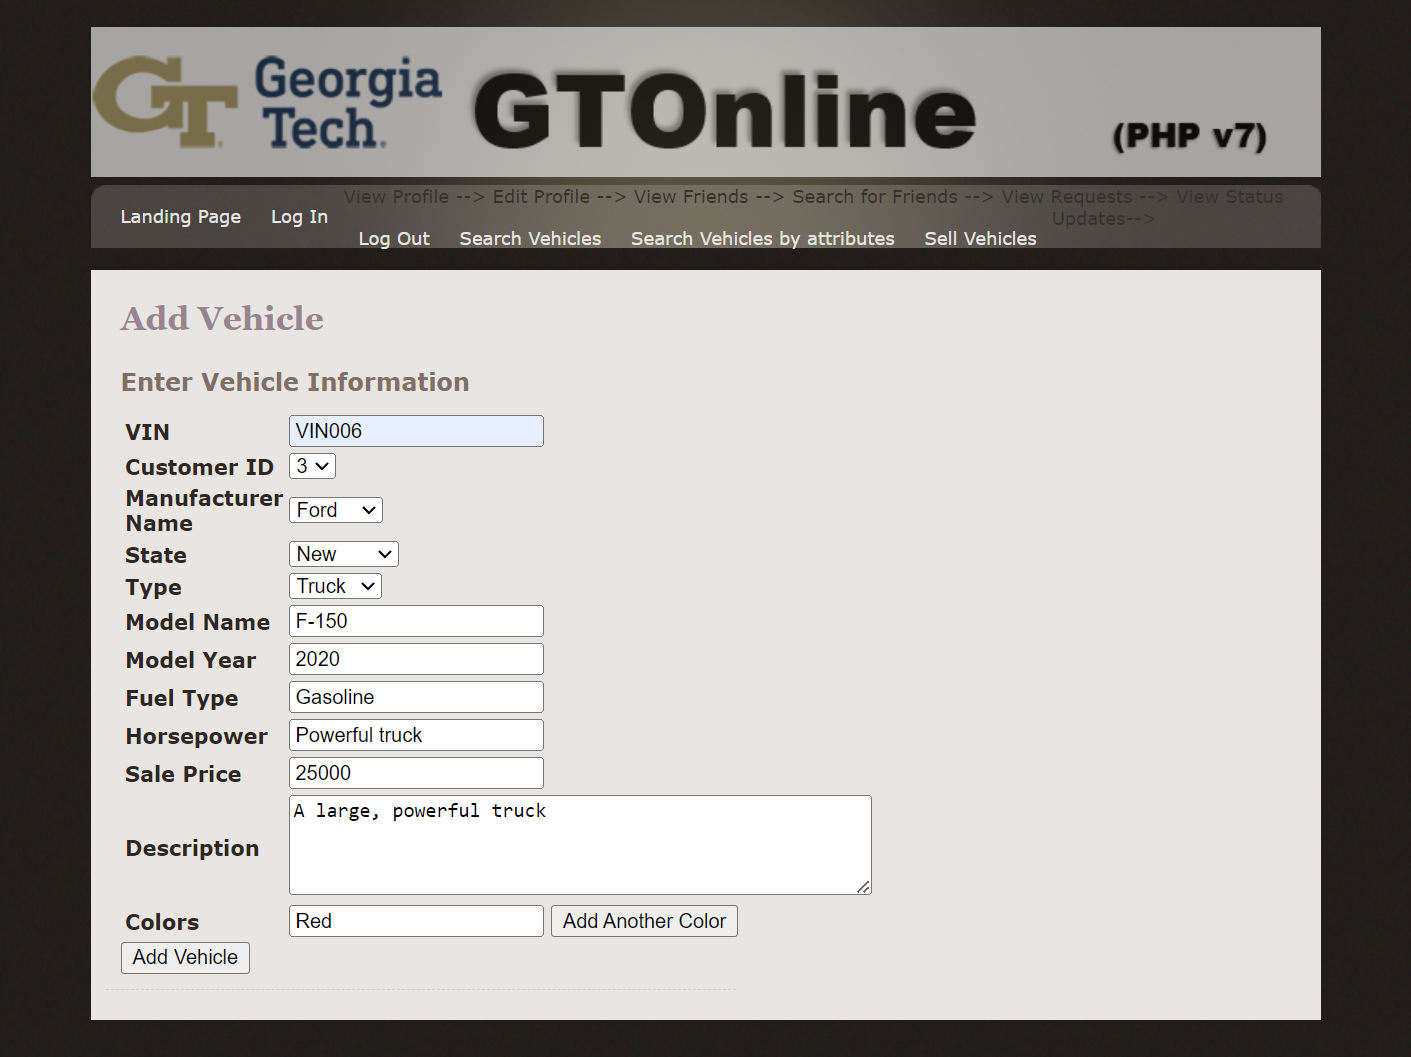 GT Georgia Tech. GTOnline (PHP v7)
View Profile --> Edit Profile --> View Friends --> Search for Friends --> View Requests --> View Status
Landing Page Log In Updates-->
Log Out Search Vehicles Search Vehicles by attributes Sell Vehicles
Add Vehicle
Enter Vehicle Information
VIN VIN006
Customer ID 3
Manufacturer Name Ford
State New
Type Truck
Model Name F-150
Model Year 2020
Fuel Type Gasoline
Horsepower Powerful truck
Sale Price 25000
Description A large, powerful truck
Colors Red Add Another Color
Add Vehicle